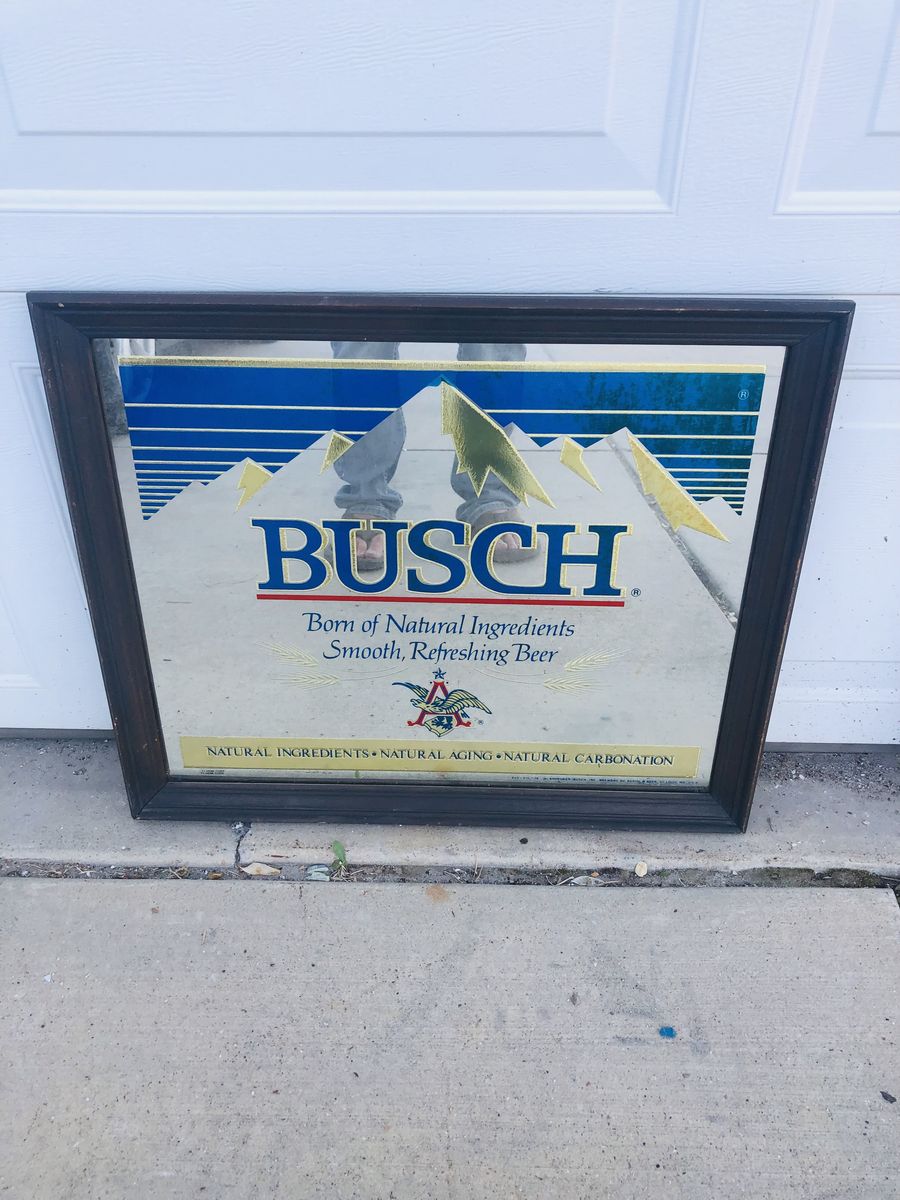 ®
BUSCH®
Born of Natural Ingredients
Smooth, Refreshing Beer
A ®
NATURAL INGREDIENTS • NATURAL AGING • NATURAL CARBONATION